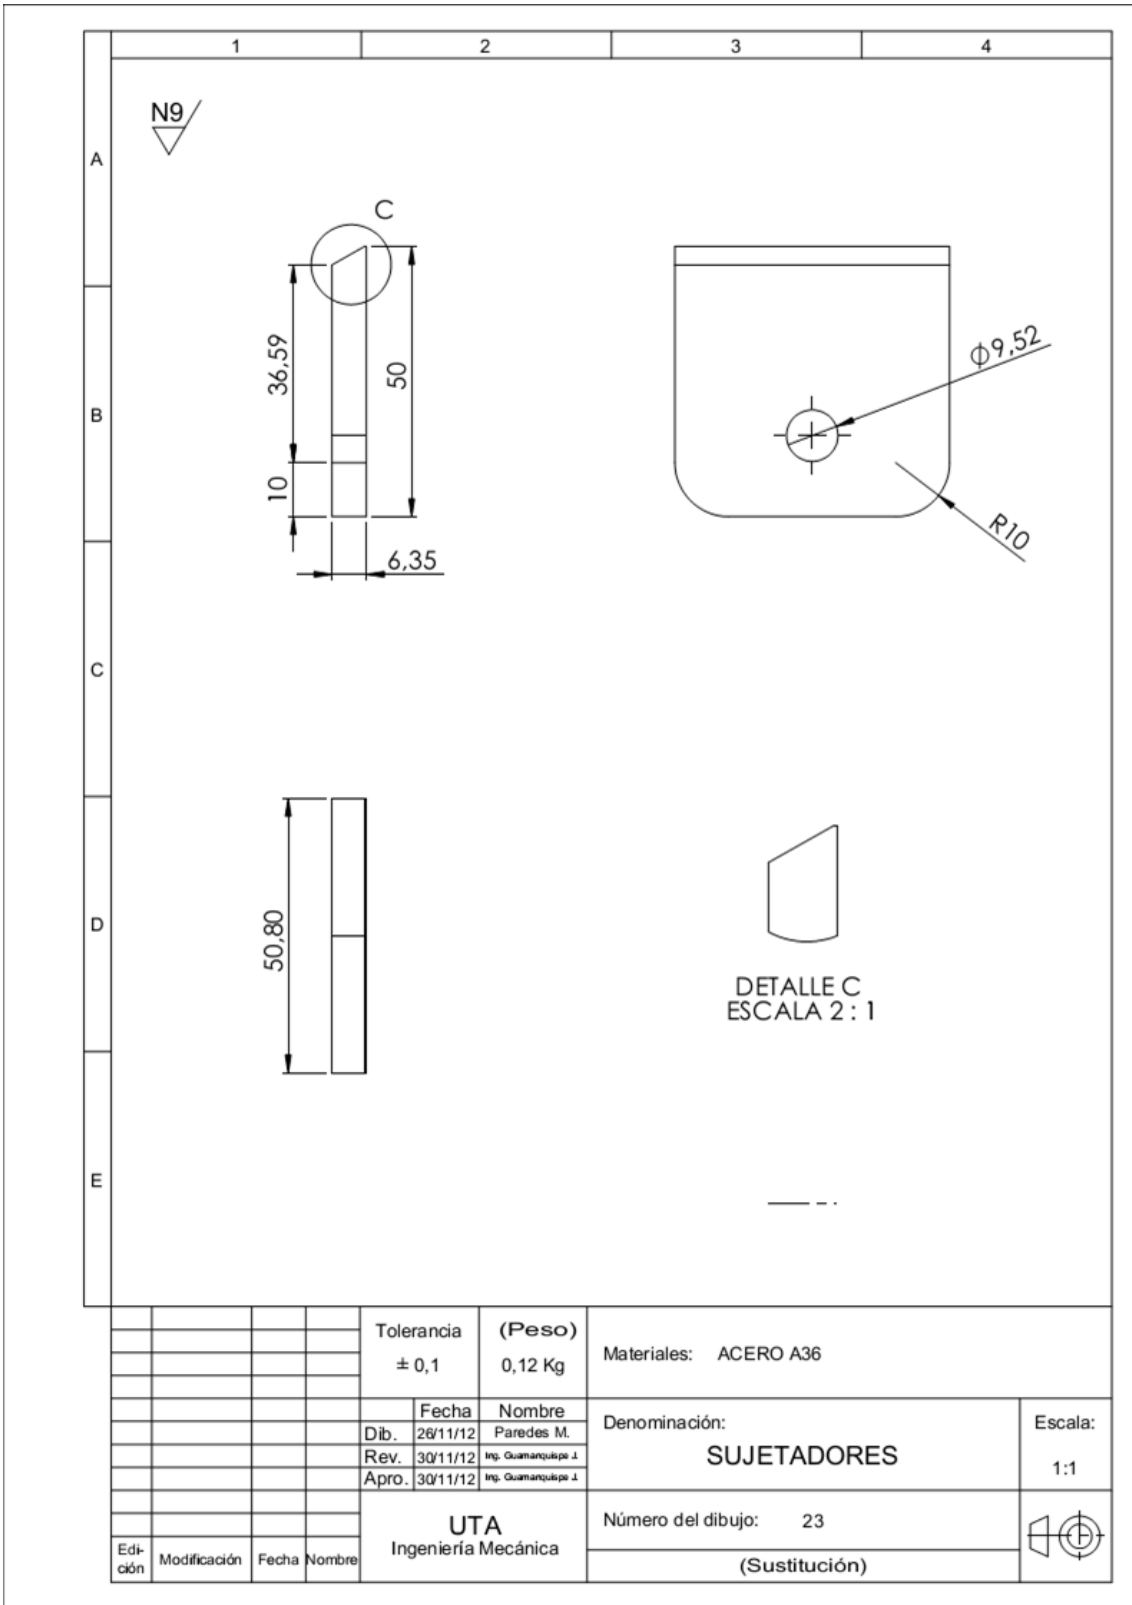 1 2 3 4
A
B
C
D
E
N9
C
36,59
50
10
6,35
ϕ9,52
R10
50,80
DETALLE C
ESCALA 2 : 1
Tolerancia
± 0,1
(Peso)
0,12 Kg
Materiales: ACERO A36
Fecha Nombre
Dib. 26/11/12 Paredes M.
Rev. 30/11/12 Ing. Guamanquispe J.
Apro. 30/11/12 Ing. Guamanquispe J.
Denominación:
SUJETADORES
Escala:
1:1
UTA
Ingeniería Mecánica
Número del dibujo: 23
(Sustitución)
Edi-
ción
Modificación Fecha Nombre